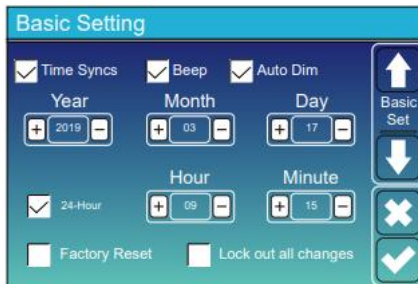 Basic Setting
Time Syncs Beep Auto Dim
Year Month Day
+ 2019 - + 03 - + 17 -
Basic
Set
Hour Minute
24-Hour + 09 - + 15 -
Factory Reset Lock out all changes